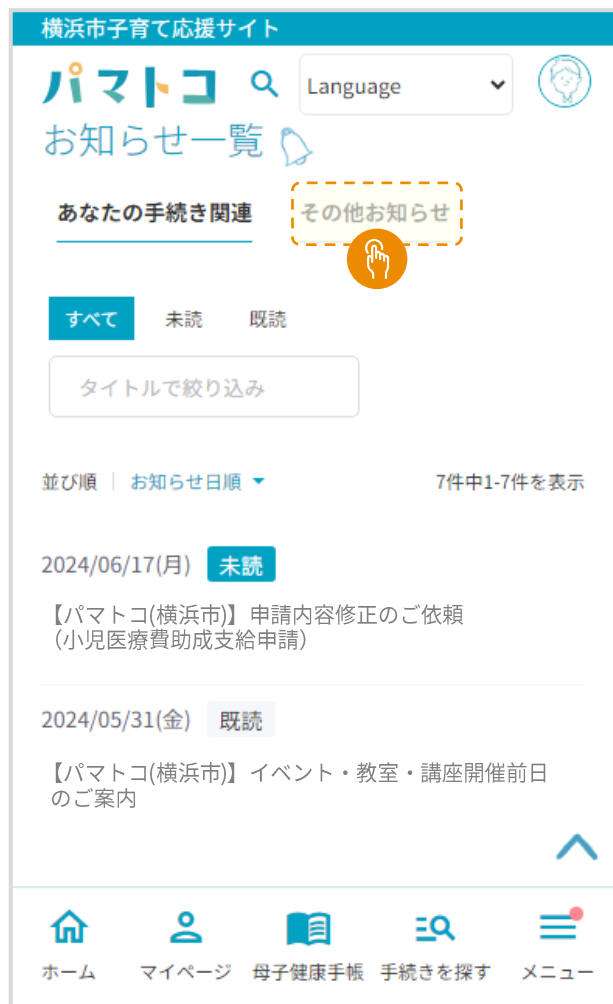 横浜市子育て応援サイト
パマトコ
Language
お知らせ一覧
あなたの手続き関連 その他お知らせ
すべて 未読 既読
タイトルで絞り込み
並び順 お知らせ日順 7件中1-7件を表示
2024/06/17(月) 未読
【パマトコ(横浜市)】申請内容修正のご依頼
（小児医療費助成支給申請）
2024/05/31(金) 既読
【パマトコ(横浜市)】イベント・教室・講座開催前日
のご案内
ホーム マイページ 母子健康手帳 手続きを探す メニュー